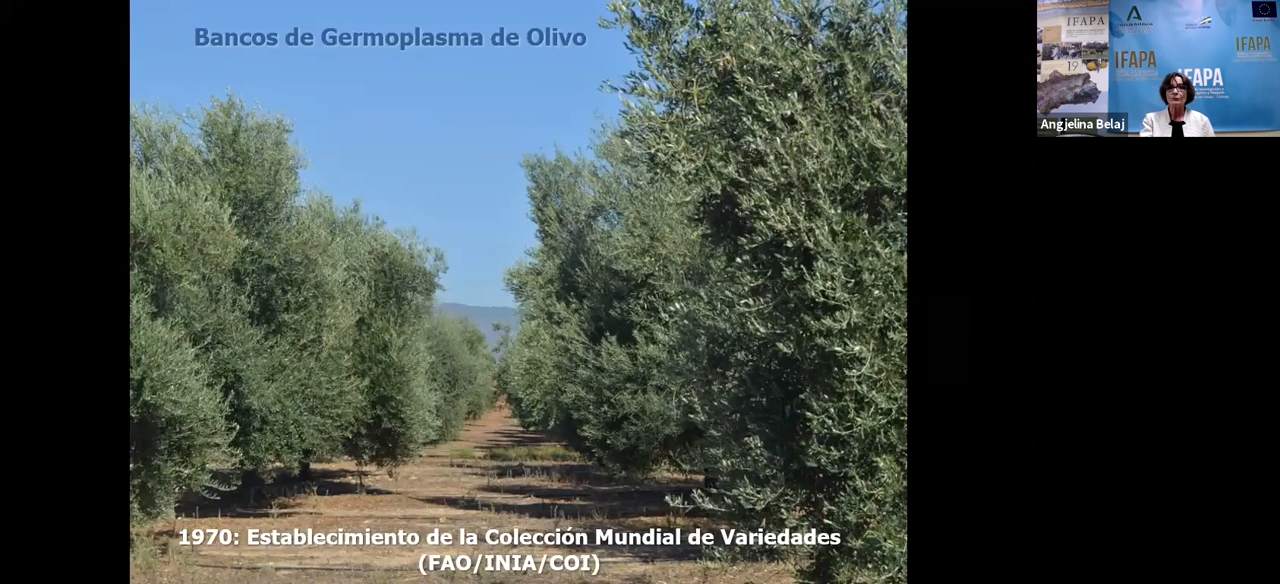 Bancos de Germoplasma de Olivo
1970: Establecimiento de la Colección Mundial de Variedades
(FAO/INIA/COI)
IFAPA
19
IFAPA
IFAPA
IFAPA
Angjelina Belaj